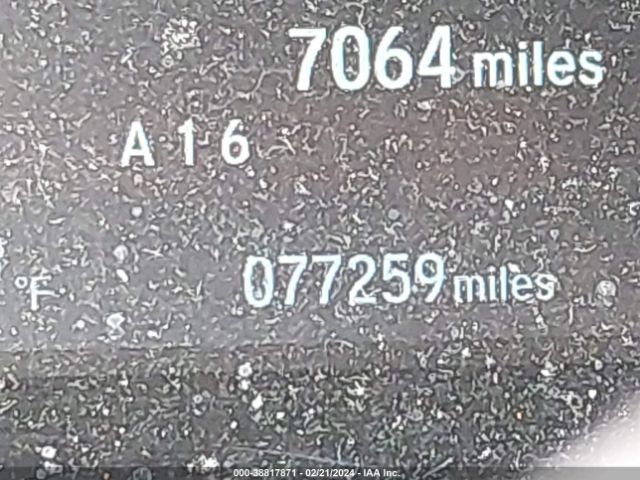 7064 miles
A 1 6
°F 077259 miles
000-38817871 - 02/21/2024 - IAA Inc.